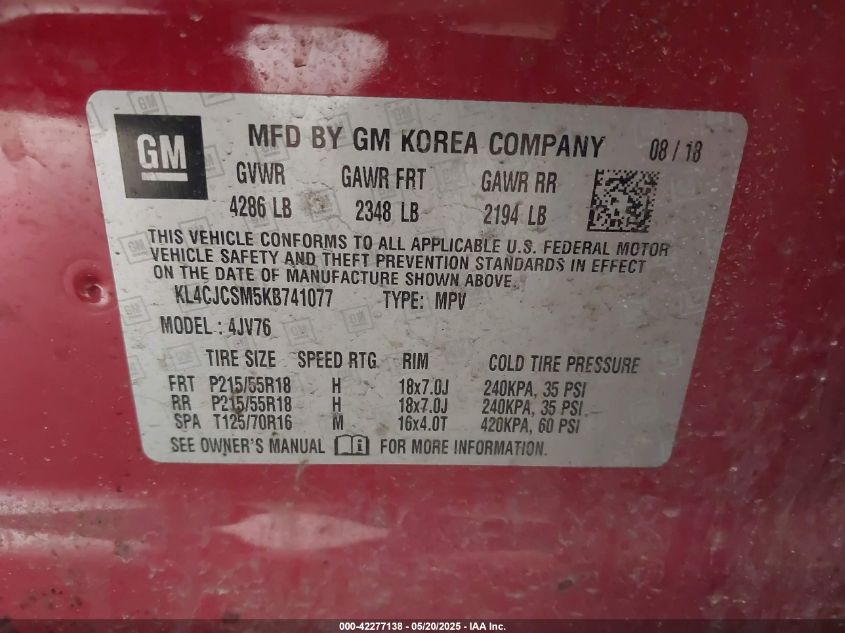 GM
MFD BY GM KOREA COMPANY 08 / 18
GVWR GAWR FRT GAWR RR
4286 LB 2348 LB 2194 LB
THIS VEHICLE CONFORMS TO ALL APPLICABLE U.S. FEDERAL MOTOR
VEHICLE SAFETY AND THEFT PREVENTION STANDARDS IN EFFECT
ON THE DATE OF MANUFACTURE SHOWN ABOVE.
KL4CJCSM5KB741077 TYPE: MPV
MODEL : 4JV76
TIRE SIZE SPEED RTG RIM COLD TIRE PRESSURE
FRT P215/55R18 H 18x7.0J 240KPA, 35 PSI
RR P215/55R18 H 18x7.0J 240KPA, 35 PSI
SPA T125/70R16 M 16x4.0T 420KPA, 60 PSI
SEE OWNER'S MANUAL FOR MORE INFORMATION.
000-42277138 - 05/20/2025 - IAA Inc.